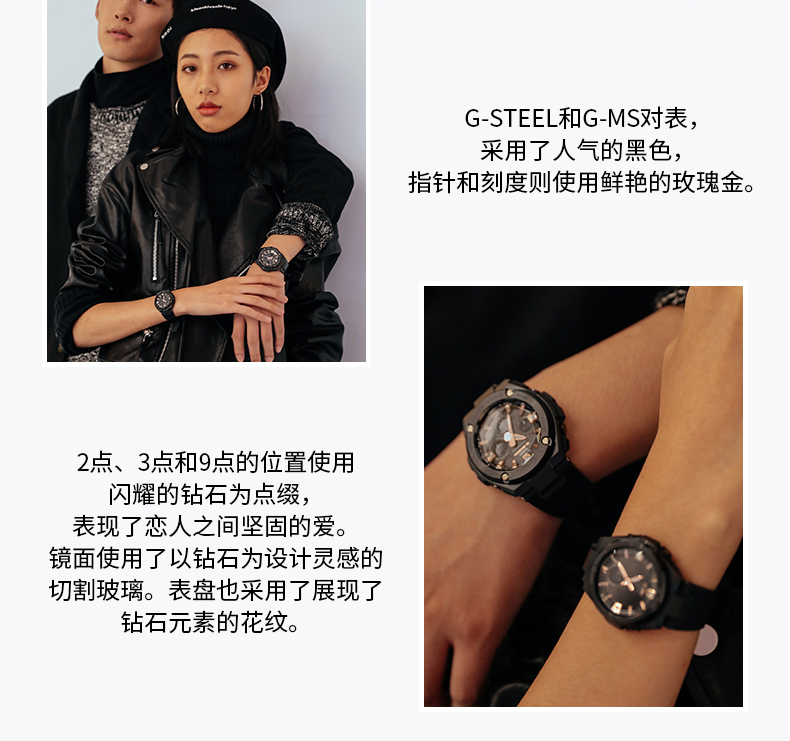 G-STEEL和G-MS对表，
采用了人气的黑色，
指针和刻度则使用鲜艳的玫瑰金。
2点、3点和9点的位置使用
闪耀的钻石为点缀，
表现了恋人之间坚固的爱。
镜面使用了以钻石为设计灵感的
切割玻璃。表盘也采用了展现了
钻石元素的花纹。